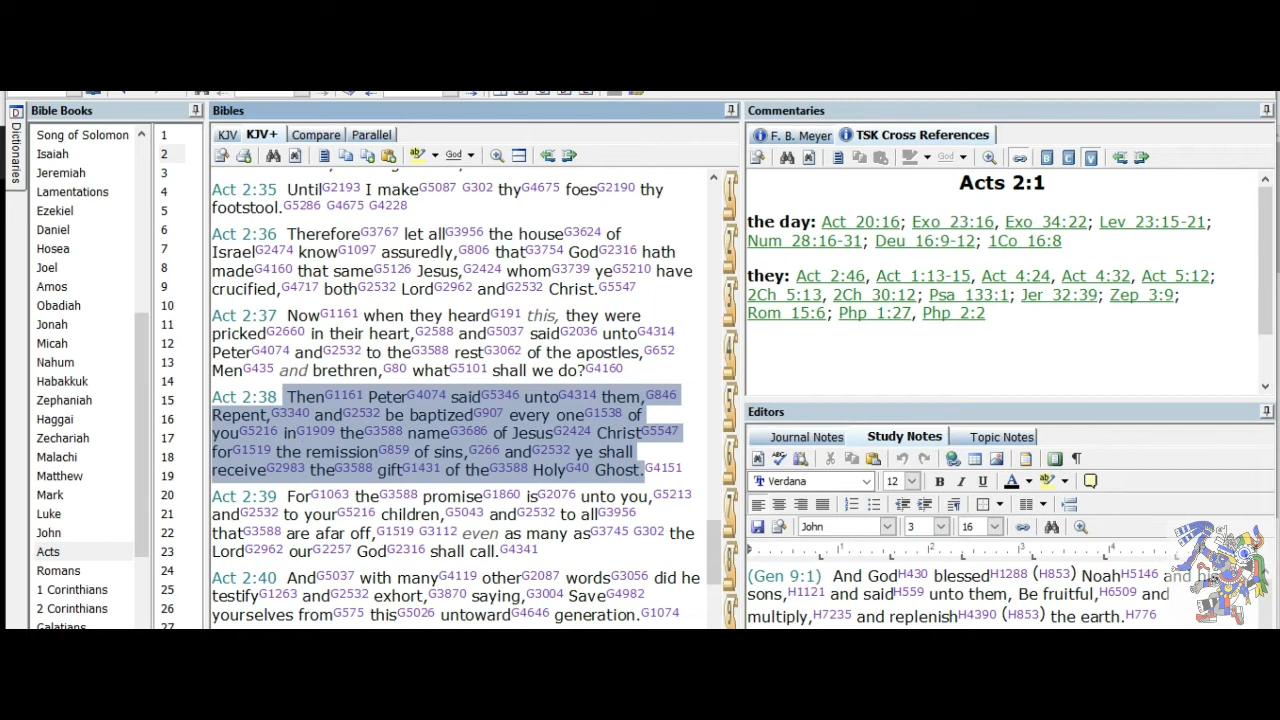 Bible Books
Dictionaries
Song of Solomon
Isaiah
Jeremiah
Lamentations
Ezekiel
Daniel
Hosea
Joel
Amos
Obadiah
Jonah
Micah
Nahum
Habakkuk
Zephaniah
Haggai
Zechariah
Malachi
Matthew
Mark
Luke
John
Acts
Romans
1 Corinthians
2 Corinthians
Galatians
1
2
3
4
5
6
7
8
9
10
11
12
13
14
15
16
17
18
19
20
21
22
23
24
25
26
27
Bibles
KJV KJV+ Compare Parallel
God
Act 2:35 UntilG2193 I makeG5087 G302 thyG4675 foesG2190 thy
footstool.G5286 G4675 G4228
Act 2:36 ThereforeG3767 let allG3956 the houseG3624 of
IsraelG2474 knowG1097 assuredly,G806 thatG3754 GodG2316 hath
madeG4160 that sameG5126 Jesus,G2424 whomG3739 yeG5210 have
crucified,G4717 bothG2532 LordG2962 andG2532 Christ.G5547
Act 2:37 NowG1161 when they heardG191 this, they were
prickedG2660 in their heart,G2588 andG5037 saidG2036 untoG4314
PeterG4074 andG2532 to theG3588 restG3062 of the apostles,G652
MenG435 and brethren,G80 whatG5101 shall we do?G4160
Act 2:38 ThenG1161 PeterG4074 saidG5346 untoG4314 them,G846
Repent,G3340 andG2532 be baptizedG907 every oneG1538 of
youG5216 inG1909 theG3588 nameG3686 of JesusG2424 ChristG5547
forG1519 the remissionG859 of sins,G266 andG2532 ye shall
receiveG2983 theG3588 giftG1431 of theG3588 HolyG40 Ghost.G4151
Act 2:39 ForG1063 theG3588 promiseG1860 isG2076 unto you,G5213
andG2532 to yourG5216 children,G5043 andG2532 to allG3956
thatG3588 are afar off,G1519 G3112 even as many asG3745 G302 the
LordG2962 ourG2257 GodG2316 shall call.G4341
Act 2:40 AndG5037 with manyG4119 otherG2087 wordsG3056 did he
testifyG1263 andG2532 exhort,G3870 saying,G3004 SaveG4982
yourselves fromG575 thisG5026 untowardG4646 generation.G1074
Commentaries
F. B. Meyer TSK Cross References
God
Acts 2:1
the day: Act 20:16; Exo 23:16, Exo 34:22; Lev 23:15-21;
Num 28:16-31; Deu 16:9-12; 1Co 16:8
they: Act 2:46, Act 1:13-15, Act 4:24, Act 4:32, Act 5:12;
2Ch 5:13, 2Ch 30:12; Psa 133:1; Jer 32:39; Zep 3:9;
Rom 15:6; Php 1:27, Php 2:2
Editors
Journal Notes Study Notes Topic Notes
Verdana 12 B I U A
John 3 16
1 2 3 4
(Gen 9:1) And GodH430 blessedH1288 (H853) NoahH5146 and his
sons,H1121 and saidH559 unto them, Be fruitful,H6509 and
multiply,H7235 and replenishH4390 (H853) the earth.H776